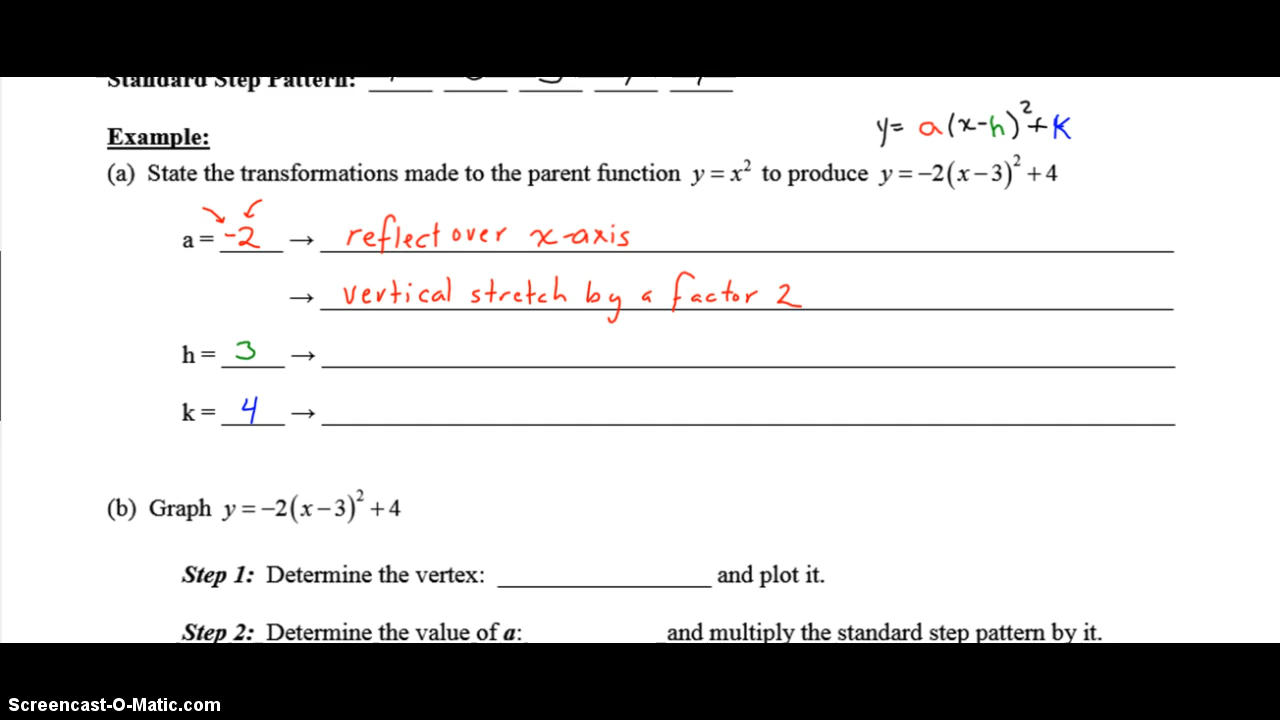 Standard Step Pattern:
Example:
y = a(x-h)²+k
(a) State the transformations made to the parent function y = x² to produce y = −2(x−3)² + 4
a = -2 → reflect over x-axis
→ vertical stretch by a factor 2
h = 3 →
k = 4 →
(b) Graph y = −2(x−3)² + 4
Step 1: Determine the vertex: ____________ and plot it.
Step 2: Determine the value of a: ________ and multiply the standard step pattern by it.
Screencast-O-Matic.com